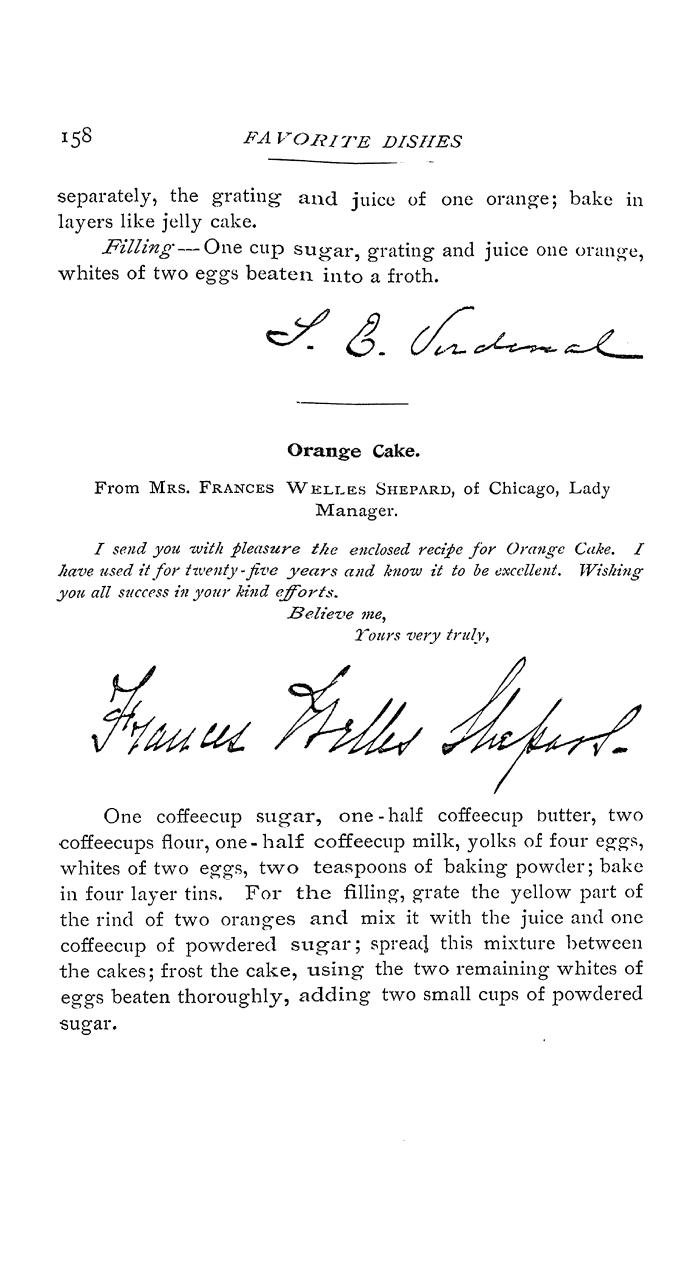 158 FAVORITE DISHES
separately, the grating and juice of one orange; bake in
layers like jelly cake.
Filling—One cup sugar, grating and juice one orange,
whites of two eggs beaten into a froth.
S. E. Verdenal
Orange Cake.
From MRS. FRANCES WELLES SHEPARD, of Chicago, Lady
Manager.
I send you with pleasure the enclosed recipe for Orange Cake. I
have used it for twenty-five years and know it to be excellent. Wishing
you all success in your kind efforts.
Believe me,
Yours very truly,
Frances Welles Shepard.
One coffeecup sugar, one-half coffeecup butter, two
coffeecups flour, one-half coffeecup milk, yolks of four eggs,
whites of two eggs, two teaspoons of baking powder; bake
in four layer tins. For the filling, grate the yellow part of
the rind of two oranges and mix it with the juice and one
coffeecup of powdered sugar; spread this mixture between
the cakes; frost the cake, using the two remaining whites of
eggs beaten thoroughly, adding two small cups of powdered
sugar.